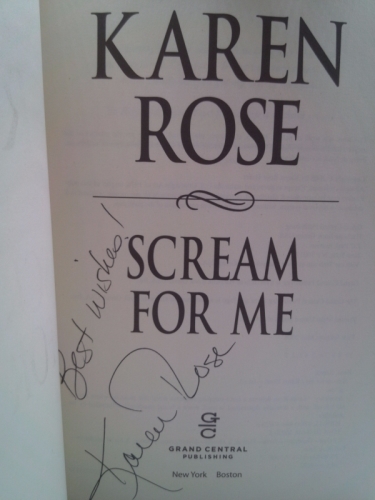 KAREN
ROSE
SCREAM
FOR ME
Best Wishes!
Karen Rose
GRAND CENTRAL
PUBLISHING
New York Boston